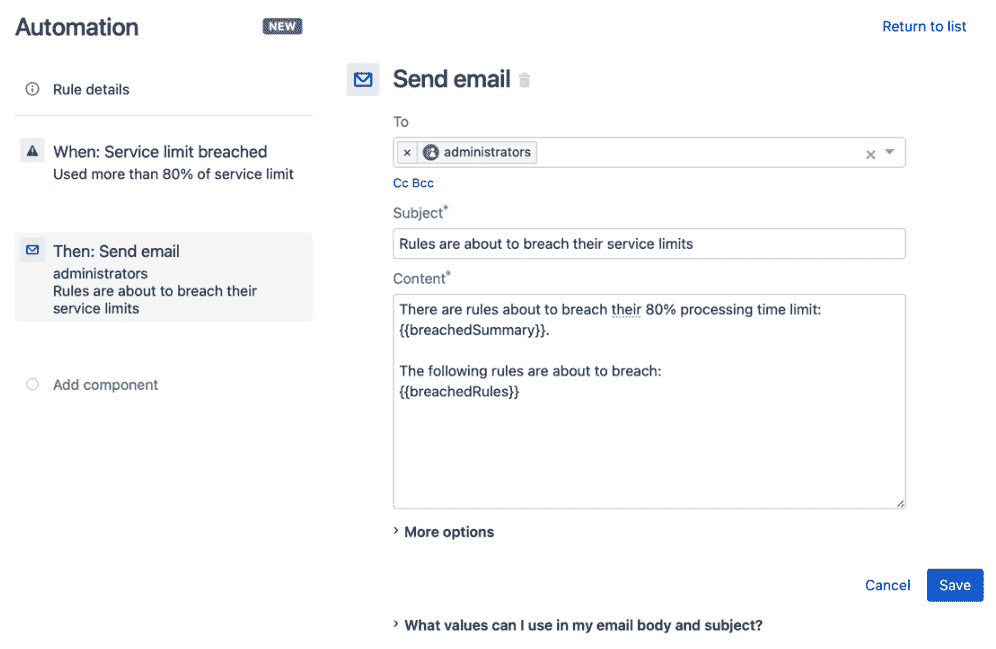 Automation
NEW
Return to list
Rule details
When: Service limit breached
Used more than 80% of service limit
Then: Send email
administrators
Rules are about to breach their
service limits
Add component
Send email
To
× administrators
Cc Bcc
Subject*
Rules are about to breach their service limits
Content*
There are rules about to breach their 80% processing time limit:
{{breachedSummary}}.
The following rules are about to breach:
{{breachedRules}}
More options
Cancel
Save
What values can I use in my email body and subject?